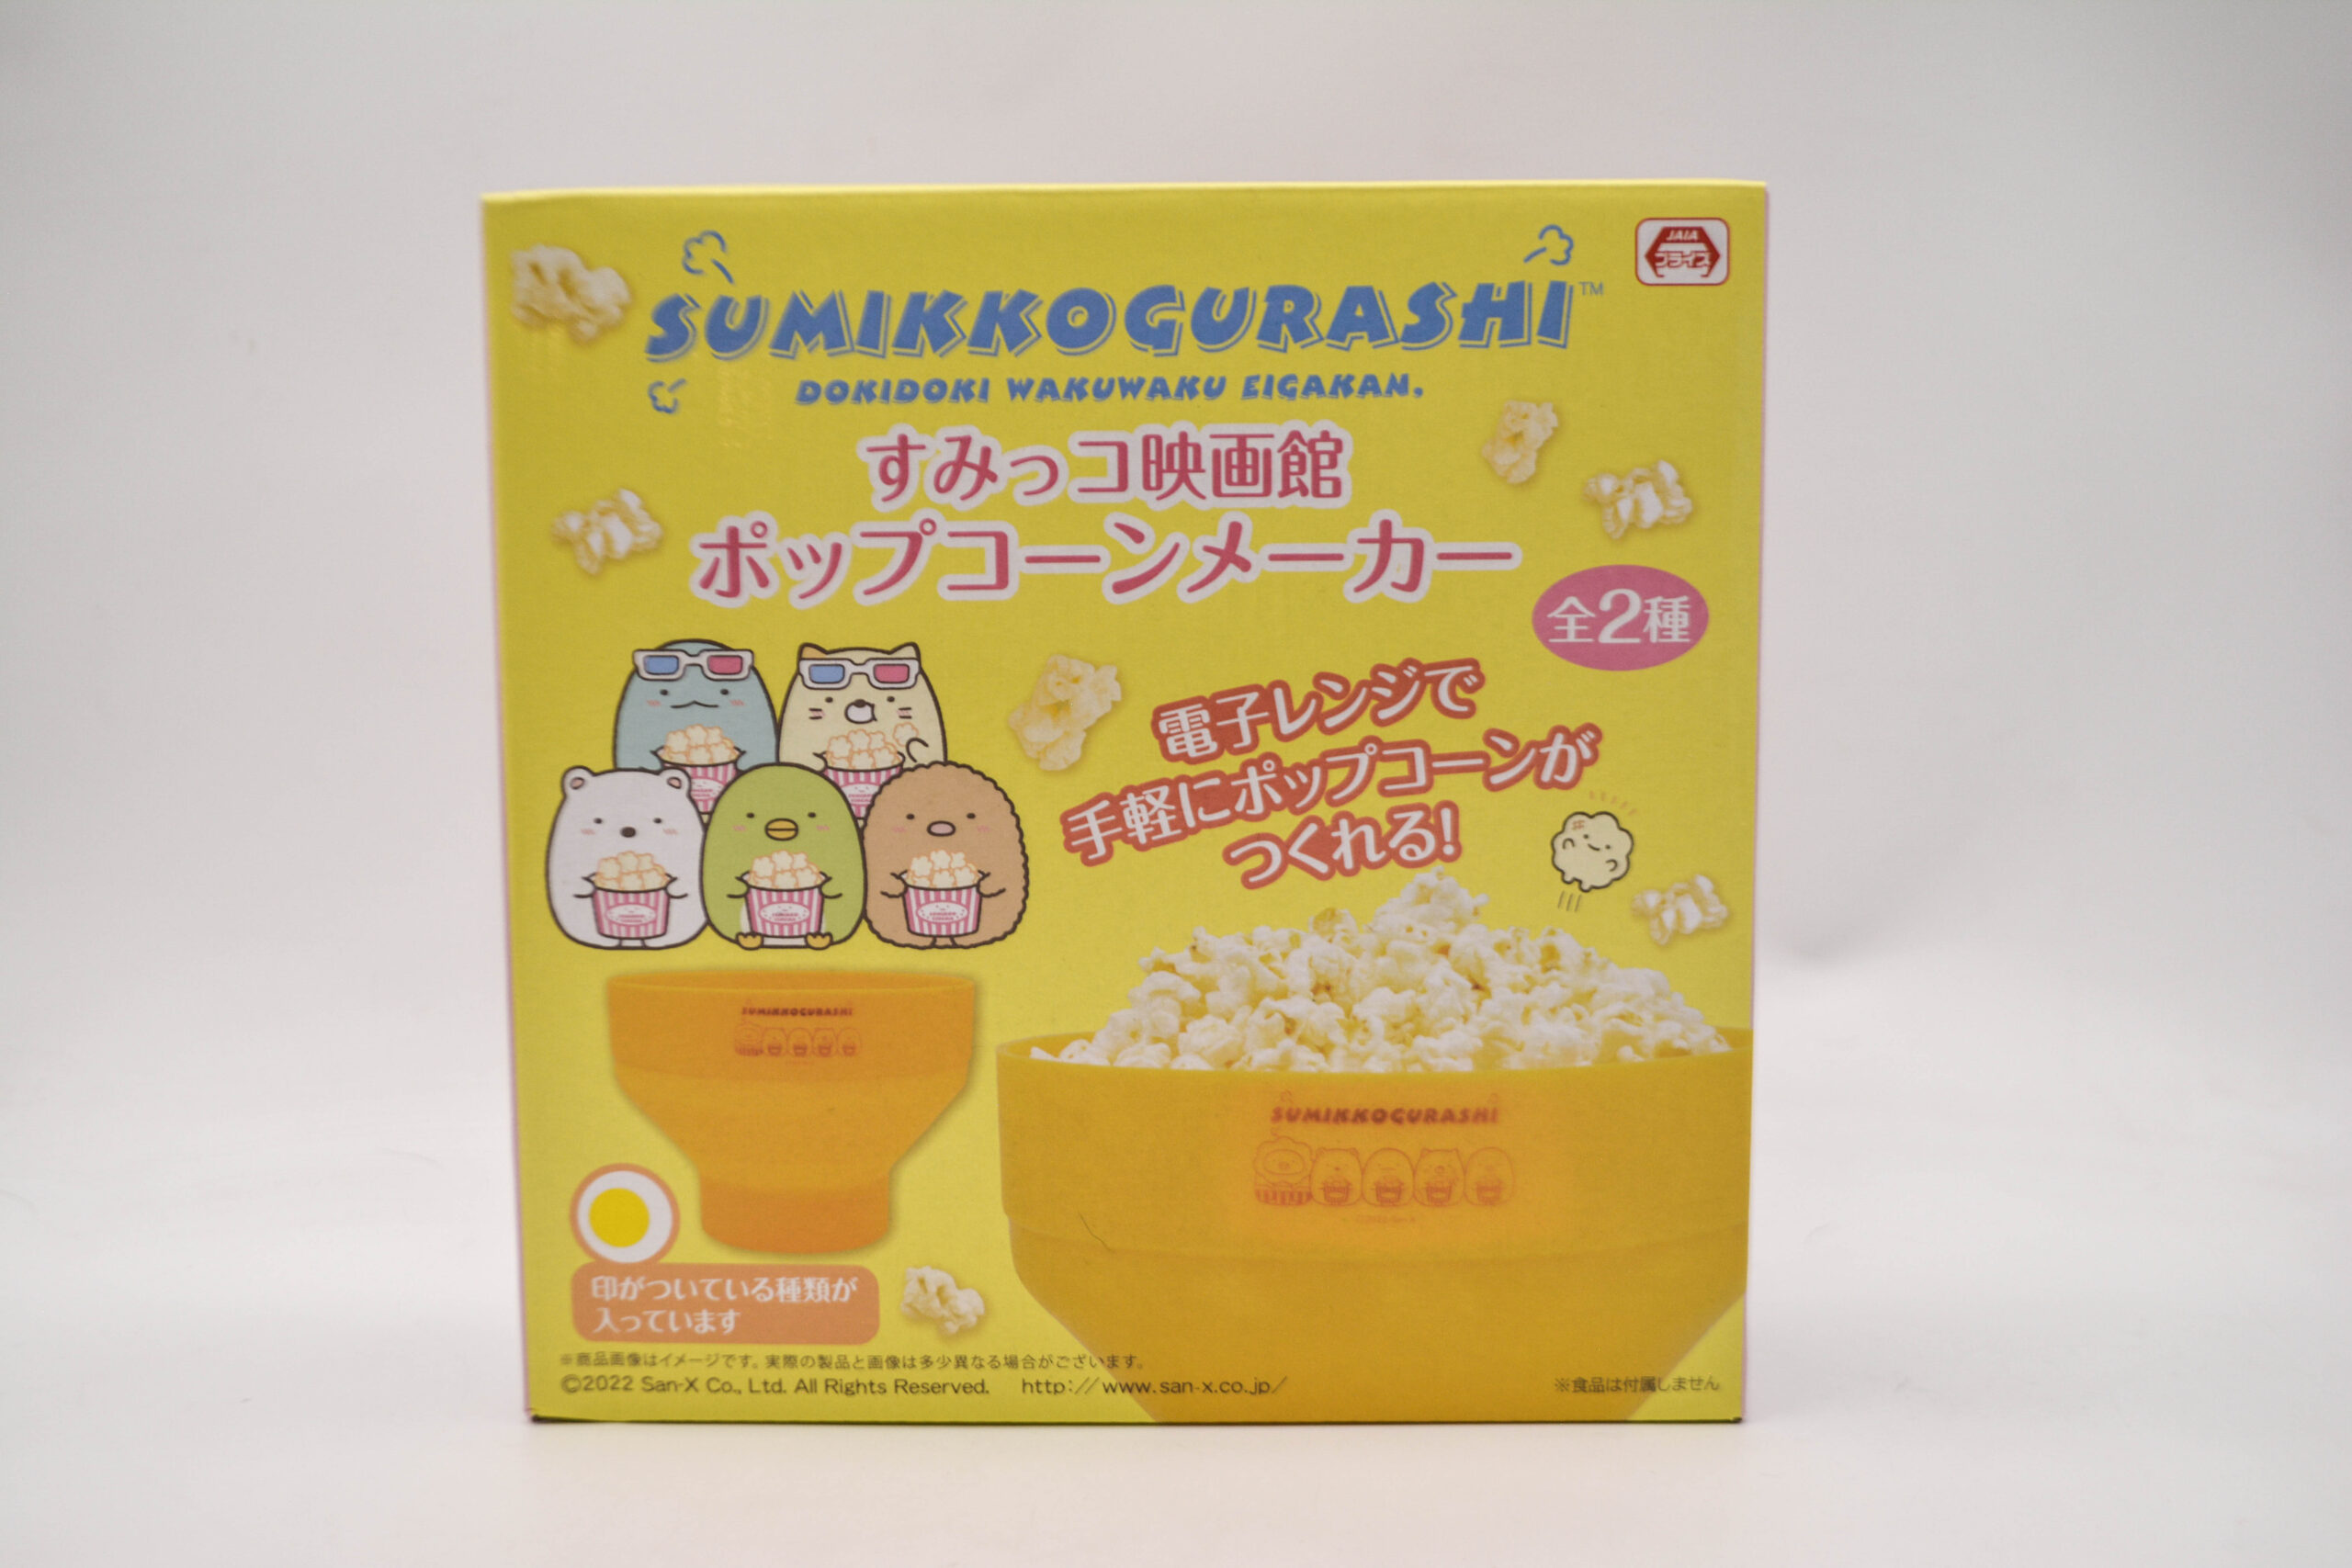 JAIA
プライズ
SUMIKKOGURASHI™
DOKIDOKI WAKUWAKU EIGAKAN.
すみっコ映画館
ポップコーンメーカー
全2種
電子レンジで
手軽にポップコーンが
つくれる!
SUMIKKOGURASHI
SUMIKKOGURASHI
印がついている種類が
入っています
※商品画像はイメージです。実際の製品と画像は多少異なる場合がございます。
©2022 San-X Co., Ltd. All Rights Reserved. http://www.san-x.co.jp/
※食品は付属しません